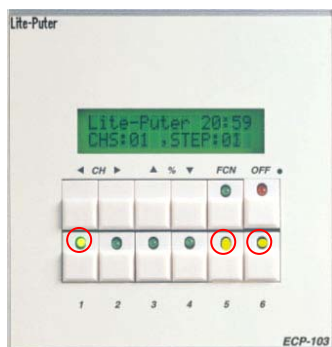 Lite-Puter
Lite-Puter 20:59
CHS:01 ,STEP:01
◄ CH ► ▲ % ▼ FCN OFF
1 2 3 4 5 6
ECP-103